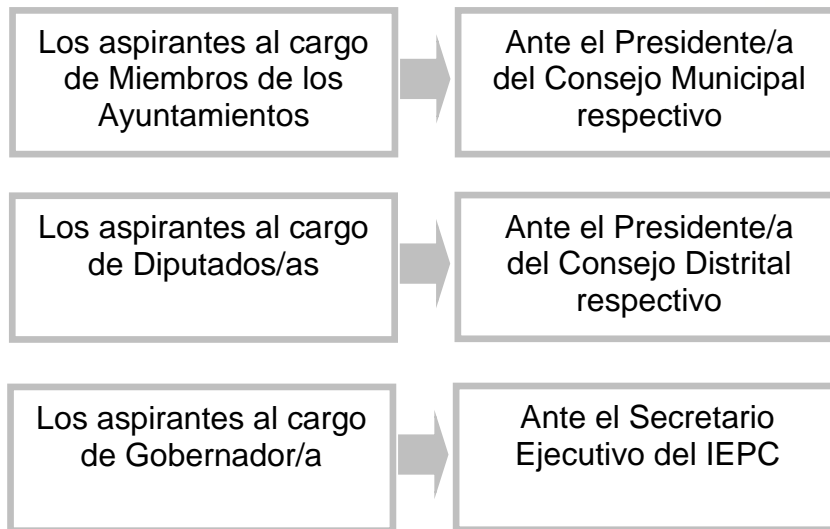 Los aspirantes al cargo
de Miembros de los
Ayuntamientos
Ante el Presidente/a
del Consejo Municipal
respectivo
Los aspirantes al cargo
de Diputados/as
Ante el Presidente/a
del Consejo Distrital
respectivo
Los aspirantes al cargo
de Gobernador/a
Ante el Secretario
Ejecutivo del IEPC